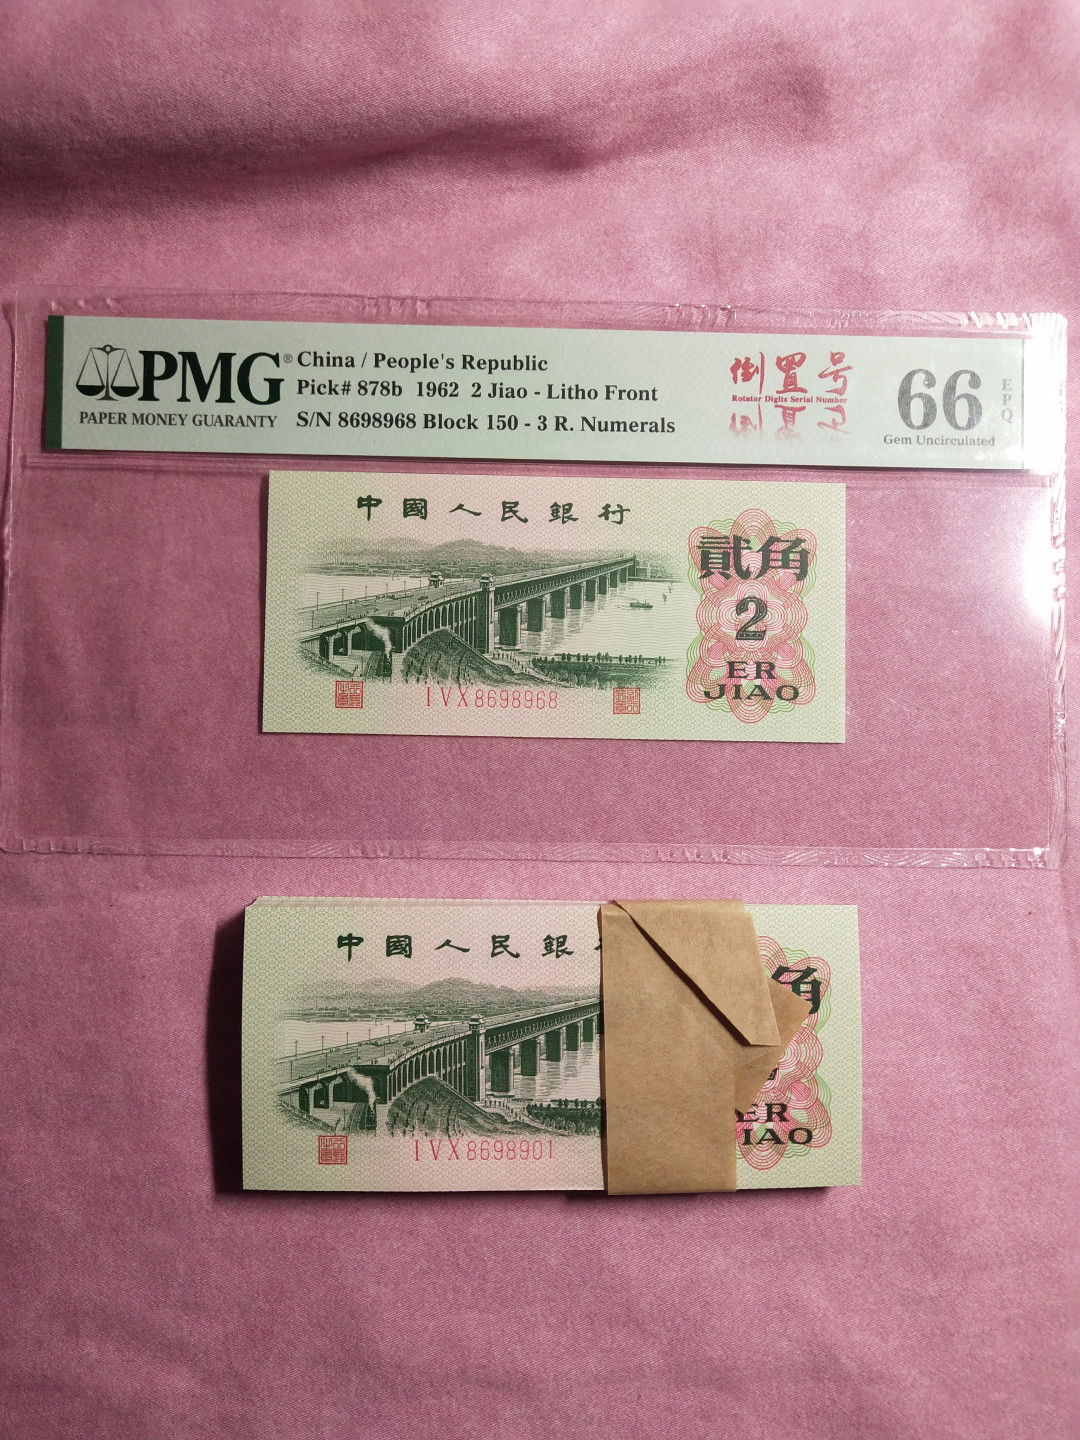 PMG®
PAPER MONEY GUARANTY
China / People's Republic
Pick# 878b 1962 2 Jiao - Litho Front
S/N 8698968 Block 150 - 3 R. Numerals
倒置号
Rotator Digits Serial Number
66
EPQ
Gem Uncirculated
中國人民銀行
貳角
2
ER
JIAO
IVX8698968
中國人民銀
角
ER
IAO
IVX8698901